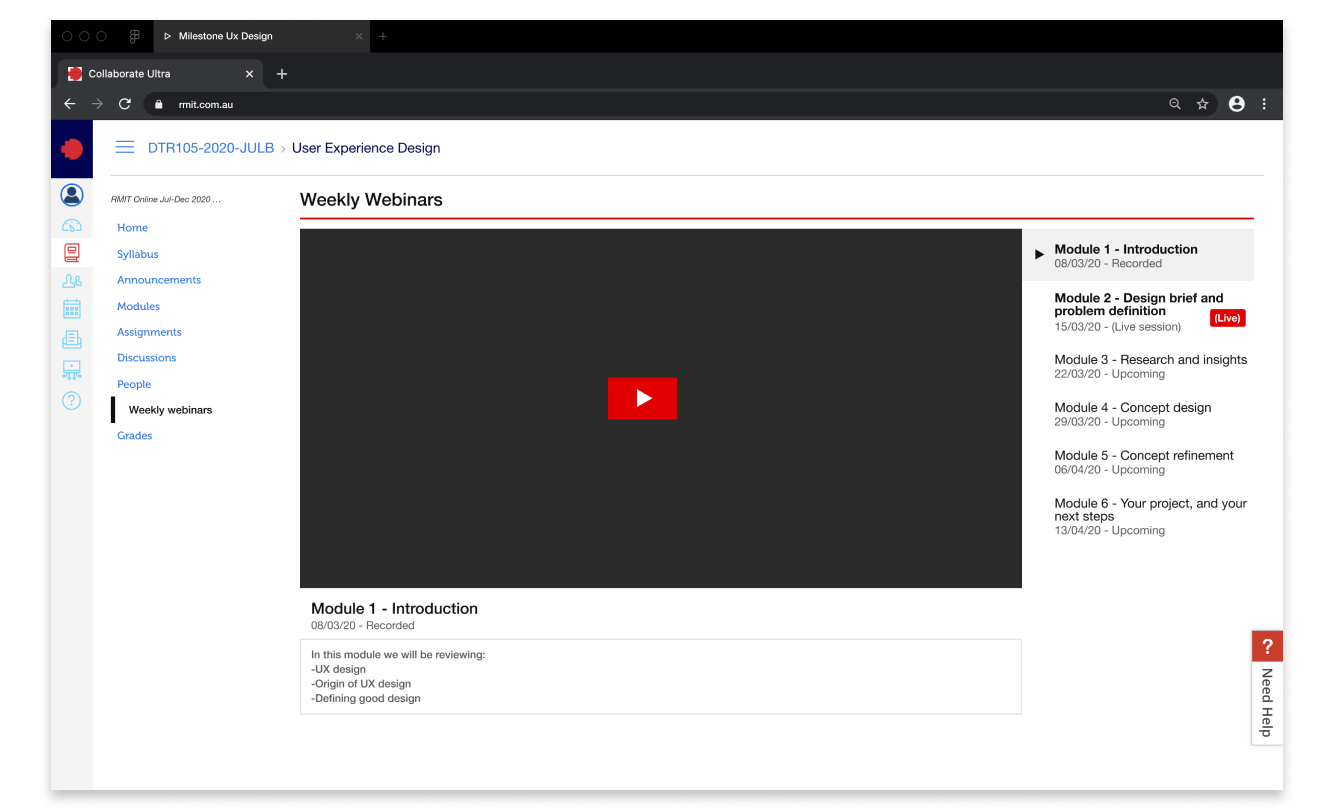 Milestone Ux Design
Collaborate Ultra
rmit.com.au
DTR105-2020-JULB > User Experience Design
RMIT Online Jul-Dec 2020 ...
Home
Syllabus
Announcements
Modules
Assignments
Discussions
People
Weekly webinars
Grades
Weekly Webinars
Module 1 - Introduction
08/03/20 - Recorded
Module 2 - Design brief and
problem definition
15/03/20 - (Live session)
(Live)
Module 3 - Research and insights
22/03/20 - Upcoming
Module 4 - Concept design
29/03/20 - Upcoming
Module 5 - Concept refinement
06/04/20 - Upcoming
Module 6 - Your project, and your
next steps
13/04/20 - Upcoming
Module 1 - Introduction
08/03/20 - Recorded
In this module we will be reviewing:
-UX design
-Origin of UX design
-Defining good design
? Need Help